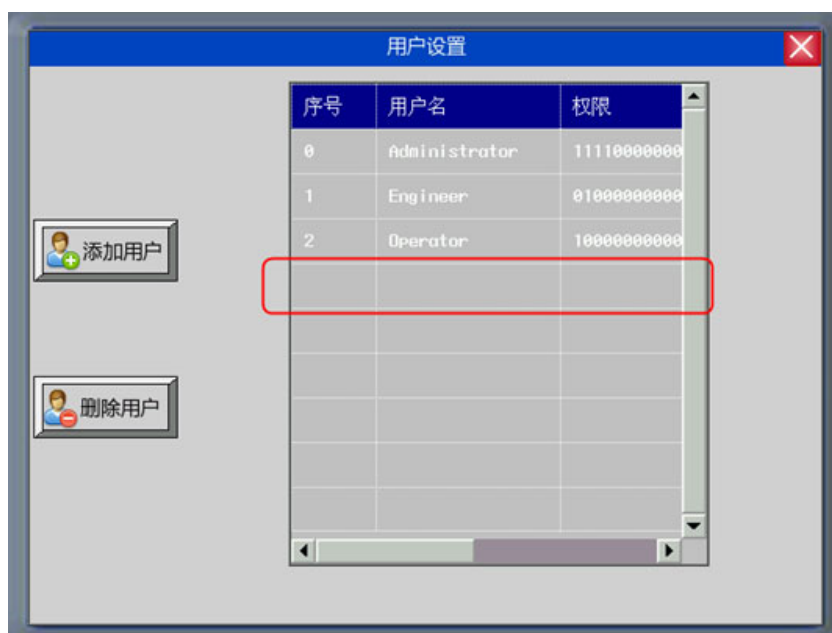 用户设置
序号 用户名 权限
0 Administrator 11110000000
1 Engineer 01000000000
2 Operator 10000000000
添加用户
删除用户